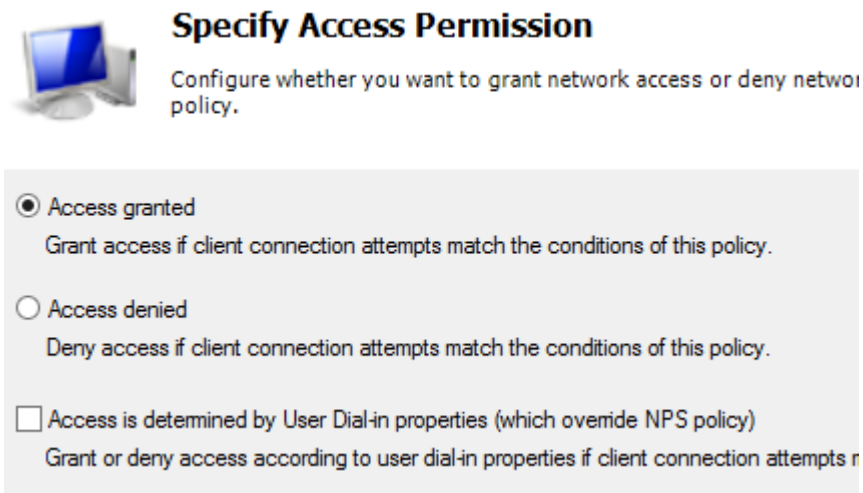 Specify Access Permission
Configure whether you want to grant network access or deny
policy.
Access granted
Grant access if client connection attempts match the conditions of this policy.
Access denied
Deny access if client connection attempts match the conditions of this policy.
Access is determined by User Dial-in properties (which override NPS policy)
Grant or deny access according to user dial-in properties if client connection attempts